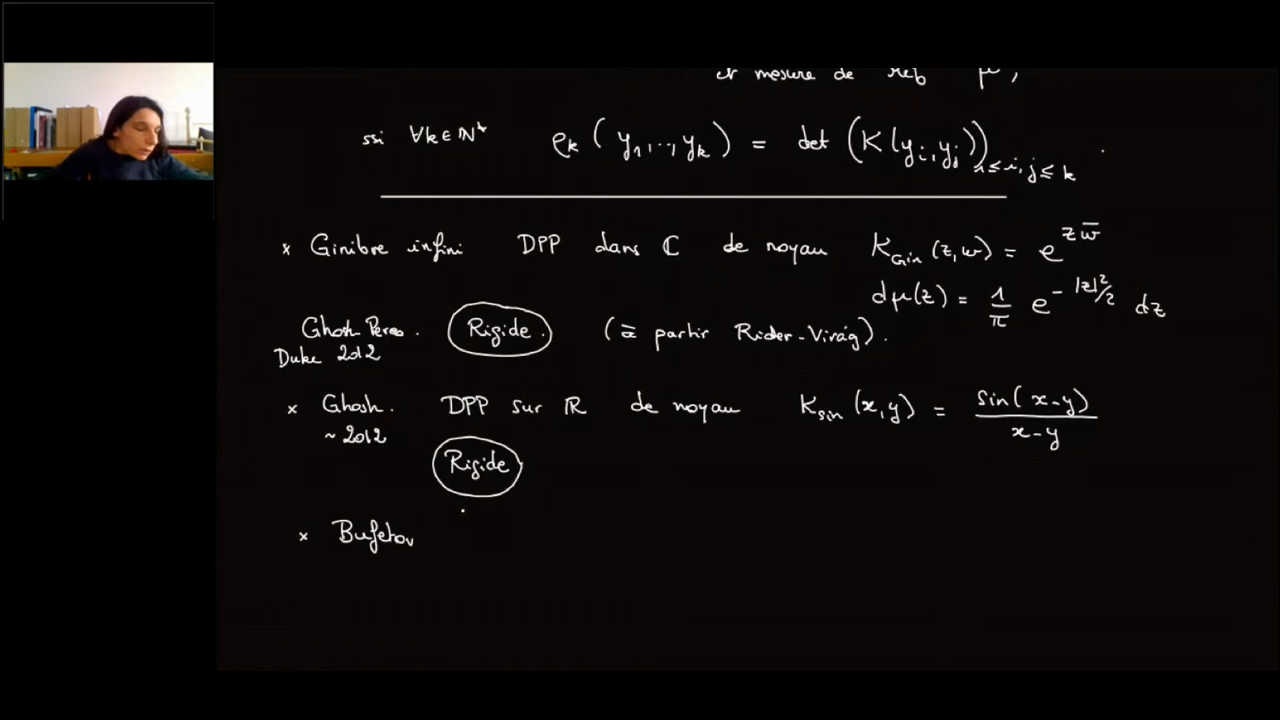 et mesure de ref μ,
ssi ∀k ∈ ℕ* ρₖ(y₁,..,yₖ) = det (K(yᵢ,yⱼ))₁≤i,j≤k
× Ginibre infini DPP dans ℂ de noyau K_Gin(z,w) = e^{z w̄}
dμ(z) = 1/π e^{-|z|²/2} dz
Ghosh Peres. Rigide. (à partir Rider-Virág).
Duke 2012
× Ghosh. DPP sur ℝ de noyau K_sin(x,y) = sin(x-y)/(x-y)
~ 2012
Rigide
× Bufetov